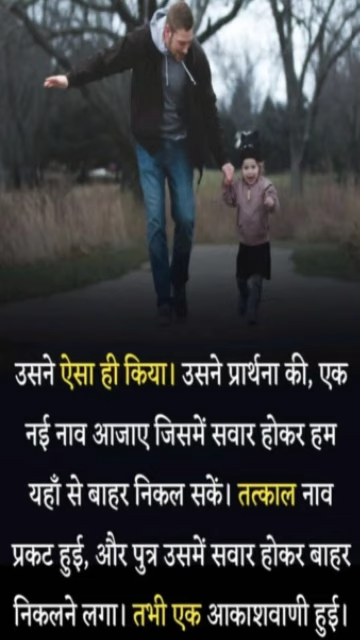 उसने ऐसा ही किया। उसने प्रार्थना की, एक
नई नाव आजाए जिसमें सवार होकर हम
यहाँ से बाहर निकल सकें। तत्काल नाव
प्रकट हुई, और पुत्र उसमें सवार होकर बाहर
निकलने लगा। तभी एक आकाशवाणी हुई।